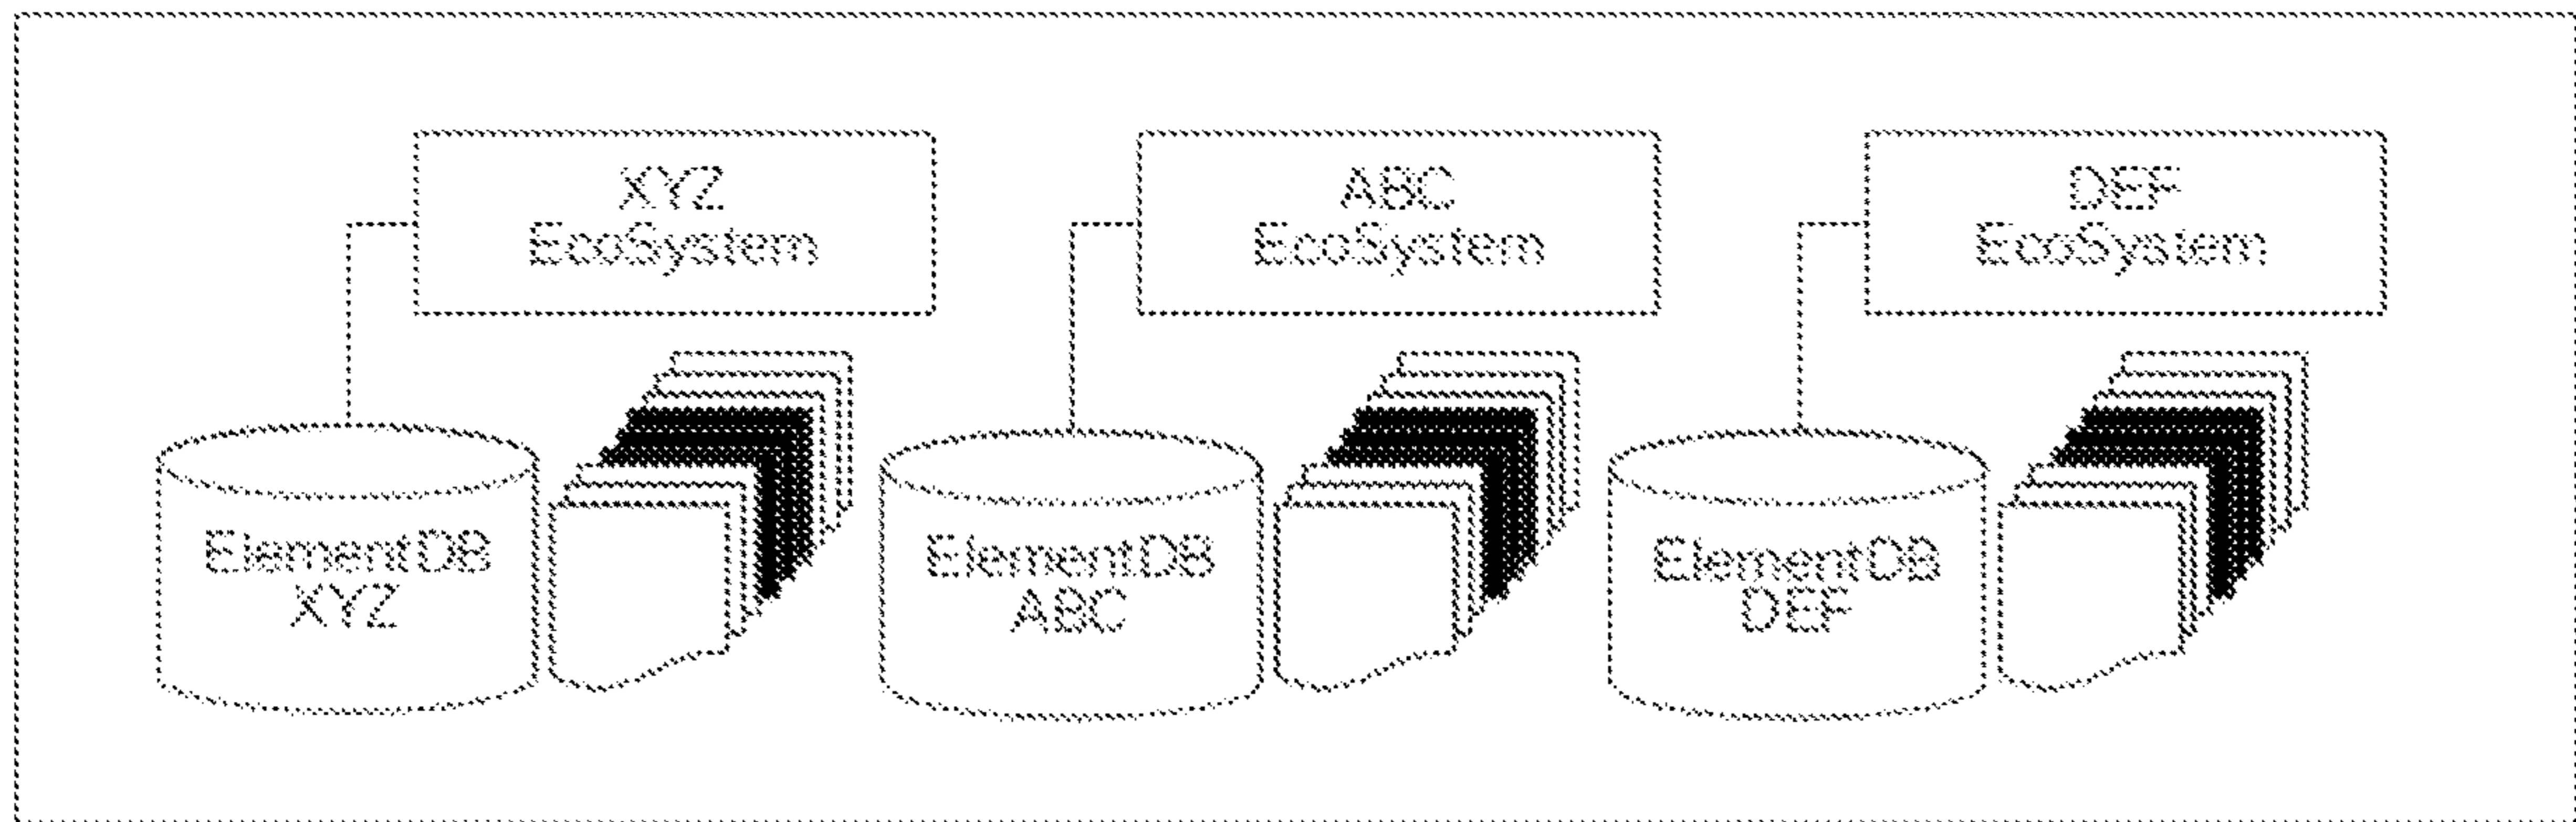 XYZ
EcoSystem
ABC
EcoSystem
DEF
EcoSystem
ElementDB
XYZ
ElementDB
ABC
ElementDB
DEF